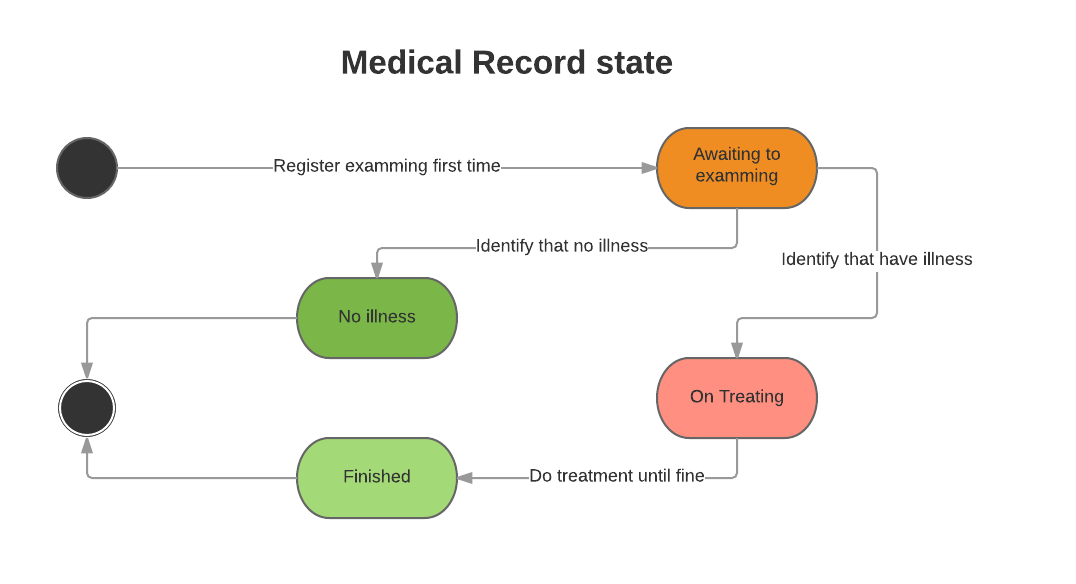 Medical Record state
Register examming first time
Awaiting to
examming
Identify that no illness
Identify that have illness
No illness
On Treating
Finished
Do treatment until fine